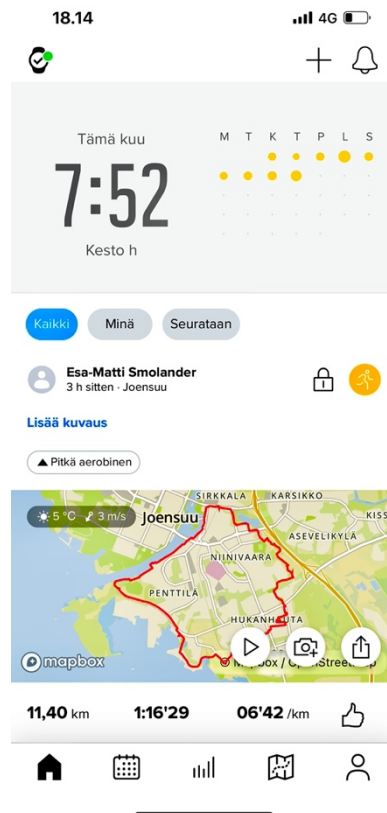 18.14
4G
Tämä kuu
7:52
Kesto h
M T K T P L S
Kaikki Minä Seurataan
Esa-Matti Smolander
3 h sitten · Joensuu
Lisää kuvaus
Pitkä aerobinen
SIRKKALA KARSIKKO
5 °C 3 m/s Joensuu
ASEVELIKYLÄ
NIINIVAARA
PENTTILÄ
HUKANHAUTA
mapbox
11,40 km 1:16'29 06'42 /km